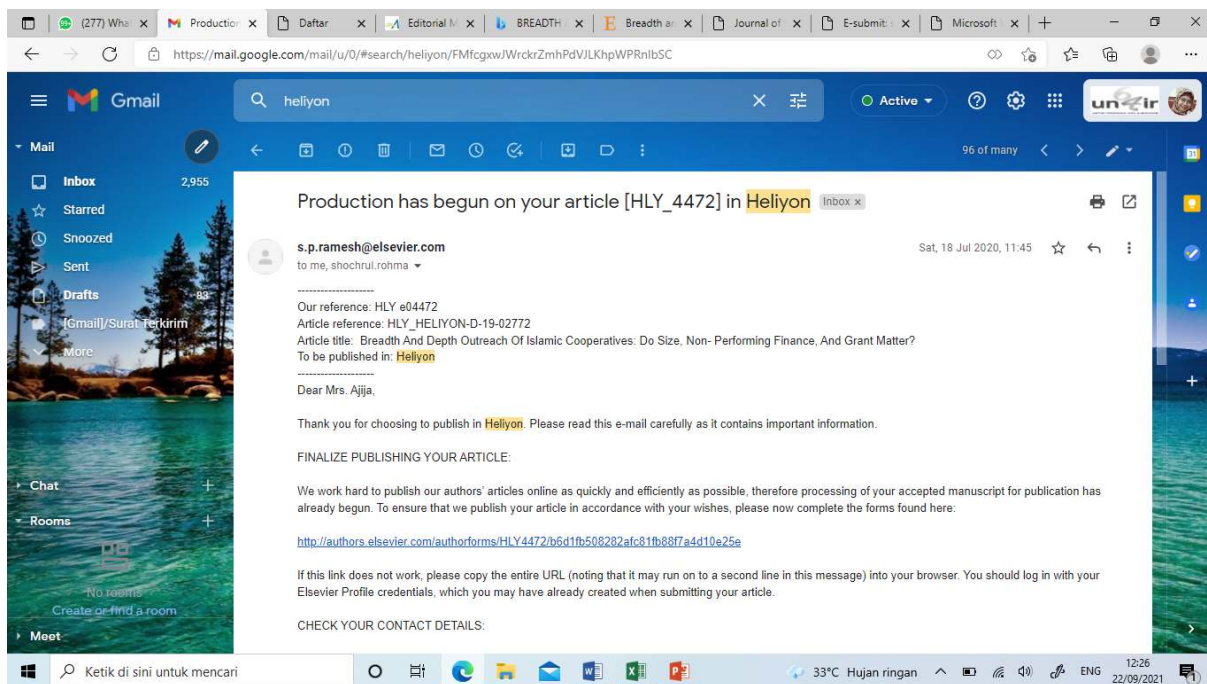 (277) What
Production
Daftar
Editorial M
BREADTH
Breadth an
Journal of
E-submit
Microsoft
https://mail.google.com/mail/u/0/#search/heliyon/FMfcgxwJWrckrZmhPdVJLKhpWPRnlbSC
Gmail
heliyon
Active
Mail
96 of many
Inbox 2,955
Starred
Snoozed
Sent
Drafts 83
[Gmail]/Surat Terkirim
More
Chat
Rooms
No rooms
Create or find a room
Meet
Production has begun on your article [HLY_4472] in Heliyon Inbox x
s.p.ramesh@elsevier.com Sat, 18 Jul 2020, 11:45
to me, shochrul.rohma
--------------------
Our reference: HLY e04472
Article reference: HLY_HELIYON-D-19-02772
Article title: Breadth And Depth Outreach Of Islamic Cooperatives: Do Size, Non- Performing Finance, And Grant Matter?
To be published in: Heliyon
--------------------
Dear Mrs. Ajija,
Thank you for choosing to publish in Heliyon. Please read this e-mail carefully as it contains important information.
FINALIZE PUBLISHING YOUR ARTICLE:
We work hard to publish our authors' articles online as quickly and efficiently as possible, therefore processing of your accepted manuscript for publication has
already begun. To ensure that we publish your article in accordance with your wishes, please now complete the forms found here:
http://authors.elsevier.com/authorforms/HLY4472/b6d1fb508282afc81fb88f7a4d10e25e
If this link does not work, please copy the entire URL (noting that it may run on to a second line in this message) into your browser. You should log in with your
Elsevier Profile credentials, which you may have already created when submitting your article.
CHECK YOUR CONTACT DETAILS:
Ketik di sini untuk mencari
33°C Hujan ringan
ENG
12:26
22/09/2021